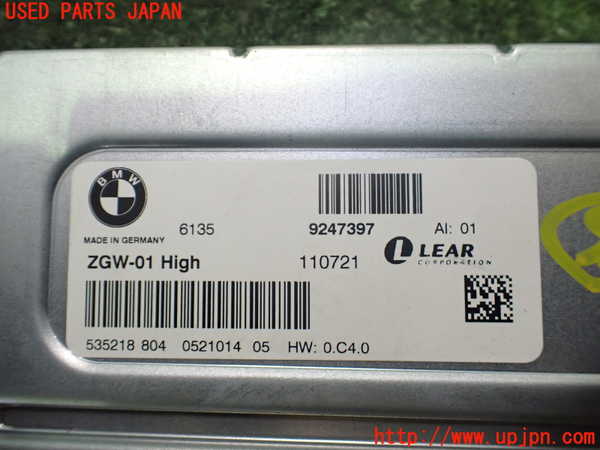 USED PARTS JAPAN
BMW
MADE IN GERMANY
6135
9247397
AI: 01
ZGW-01 High
110721
LEAR
CORPORATION
535218 804 0521014 05 HW: 0.C4.0
http://www.upjpn.com